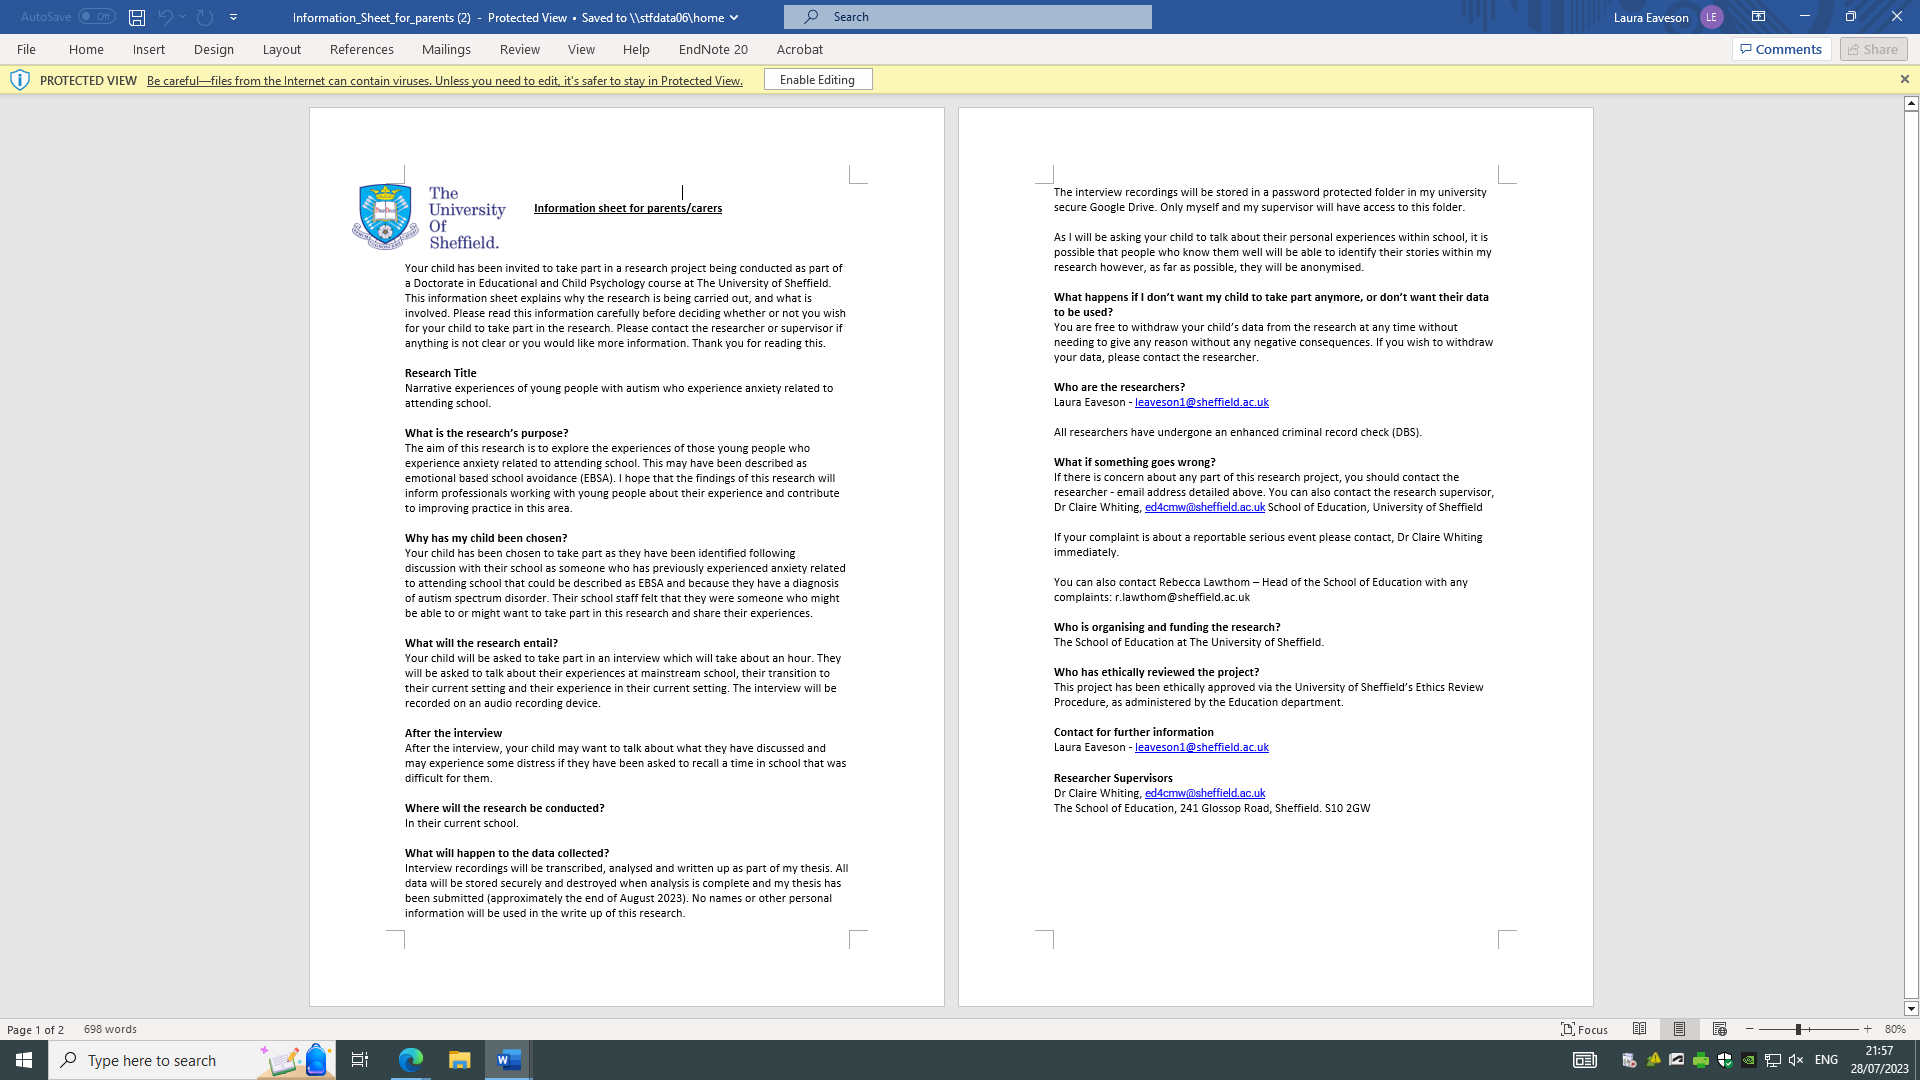 AutoSave Off
Information_Sheet_for_parents (2) - Protected View • Saved to \\stfdata06\home
Search
Laura Eaveson
LE
File Home Insert Design Layout References Mailings Review View Help EndNote 20 Acrobat
Comments
Share
PROTECTED VIEW Be careful—files from the Internet can contain viruses. Unless you need to edit, it's safer to stay in Protected View.
Enable Editing
The
University
Of
Sheffield.
Information sheet for parents/carers
Your child has been invited to take part in a research project being conducted as part of
a Doctorate in Educational and Child Psychology course at The University of Sheffield.
This information sheet explains why the research is being carried out, and what is
involved. Please read this information carefully before deciding whether or not you wish
for your child to take part in the research. Please contact the researcher or supervisor if
anything is not clear or you would like more information. Thank you for reading this.
Research Title
Narrative experiences of young people with autism who experience anxiety related to
attending school.
What is the research's purpose?
The aim of this research is to explore the experiences of those young people who
experience anxiety related to attending school. This may have been described as
emotional based school avoidance (EBSA). I hope that the findings of this research will
inform professionals working with young people about their experience and contribute
to improving practice in this area.
Why has my child been chosen?
Your child has been chosen to take part as they have been identified following
discussion with their school as someone who has previously experienced anxiety related
to attending school that could be described as EBSA and because they have a diagnosis
of autism spectrum disorder. Their school staff felt that they were someone who might
be able to or might want to take part in this research and share their experiences.
What will the research entail?
Your child will be asked to take part in an interview which will take about an hour. They
will be asked to talk about their experiences at mainstream school, their transition to
their current setting and their experience in their current setting. The interview will be
recorded on an audio recording device.
After the interview
After the interview, your child may want to talk about what they have discussed and
may experience some distress if they have been asked to recall a time in school that was
difficult for them.
Where will the research be conducted?
In their current school.
What will happen to the data collected?
Interview recordings will be transcribed, analysed and written up as part of my thesis. All
data will be stored securely and destroyed when analysis is complete and my thesis has
been submitted (approximately the end of August 2023). No names or other personal
information will be used in the write up of this research.
The interview recordings will be stored in a password protected folder in my university
secure Google Drive. Only myself and my supervisor will have access to this folder.
As I will be asking your child to talk about their personal experiences within school, it is
possible that people who know them well will be able to identify their stories within my
research however, as far as possible, they will be anonymised.
What happens if I don't want my child to take part anymore, or don't want their data
to be used?
You are free to withdraw your child's data from the research at any time without
needing to give any reason without any negative consequences. If you wish to withdraw
your data, please contact the researcher.
Who are the researchers?
Laura Eaveson - leaveson1@sheffield.ac.uk
All researchers have undergone an enhanced criminal record check (DBS).
What if something goes wrong?
If there is concern about any part of this research project, you should contact the
researcher - email address detailed above. You can also contact the research supervisor,
Dr Claire Whiting, ed4cmw@sheffield.ac.uk School of Education, University of Sheffield
If your complaint is about a reportable serious event please contact, Dr Claire Whiting
immediately.
You can also contact Rebecca Lawthom – Head of the School of Education with any
complaints: r.lawthom@sheffield.ac.uk
Who is organising and funding the research?
The School of Education at The University of Sheffield.
Who has ethically reviewed the project?
This project has been ethically approved via the University of Sheffield's Ethics Review
Procedure, as administered by the Education department.
Contact for further information
Laura Eaveson - leaveson1@sheffield.ac.uk
Researcher Supervisors
Dr Claire Whiting, ed4cmw@sheffield.ac.uk
The School of Education, 241 Glossop Road, Sheffield. S10 2GW
Page 1 of 2 698 words
Focus
80%
Type here to search
ENG
21:57
28/07/2023